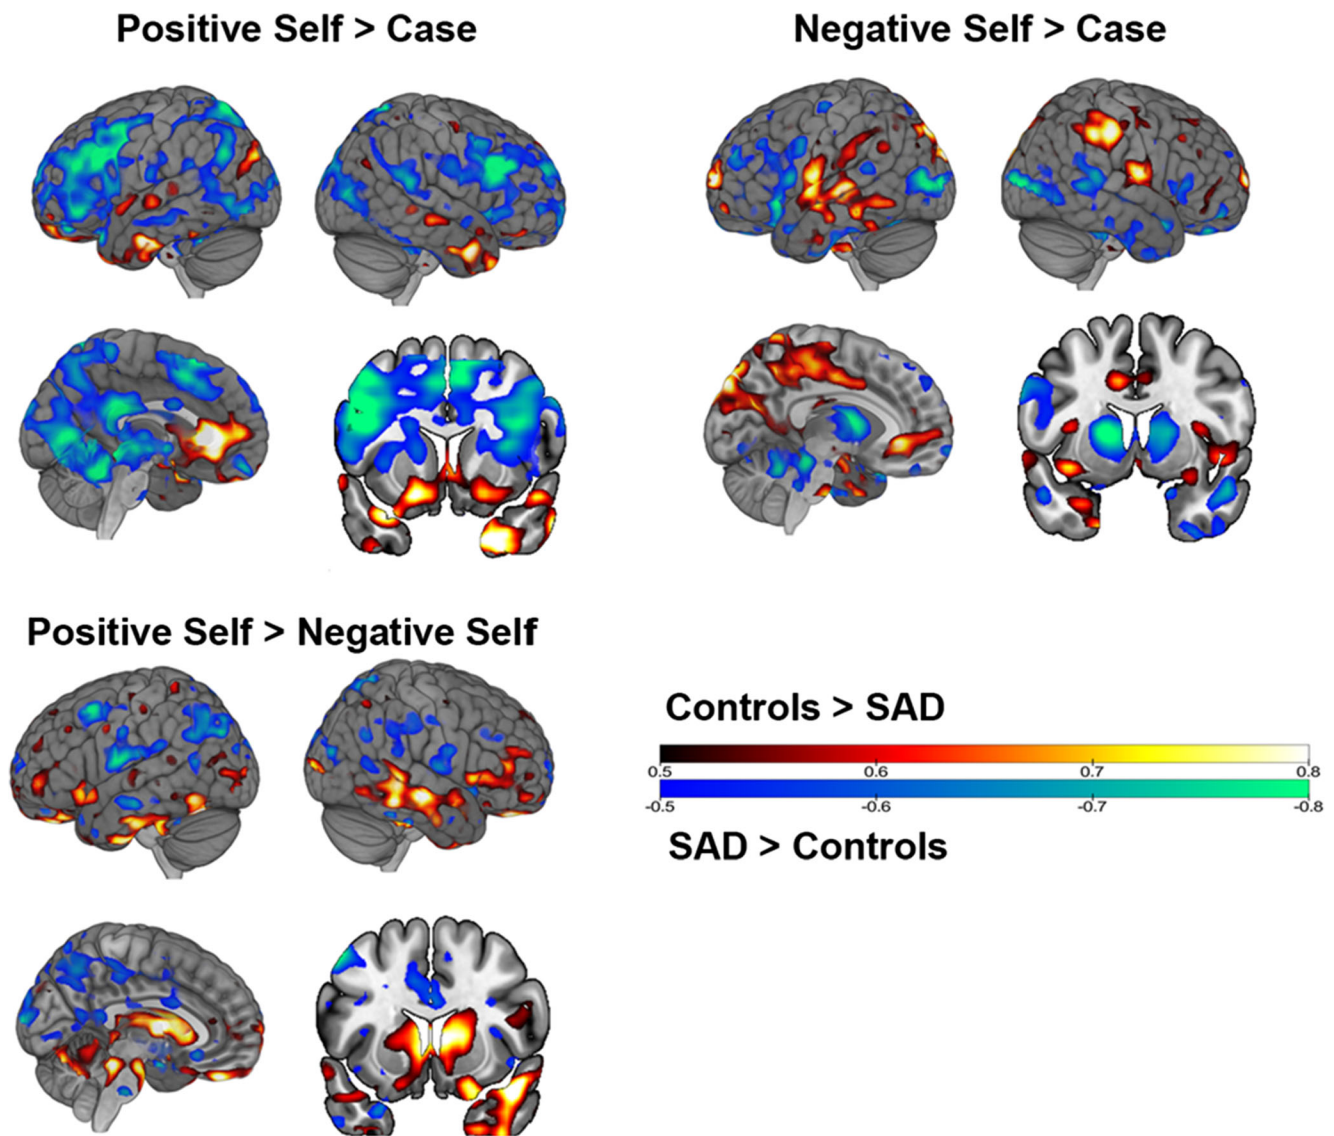 Positive Self > Case
Negative Self > Case
Positive Self > Negative Self
Controls > SAD
0.5 0.6 0.7 0.8
-0.5 -0.6 -0.7 -0.8
SAD > Controls